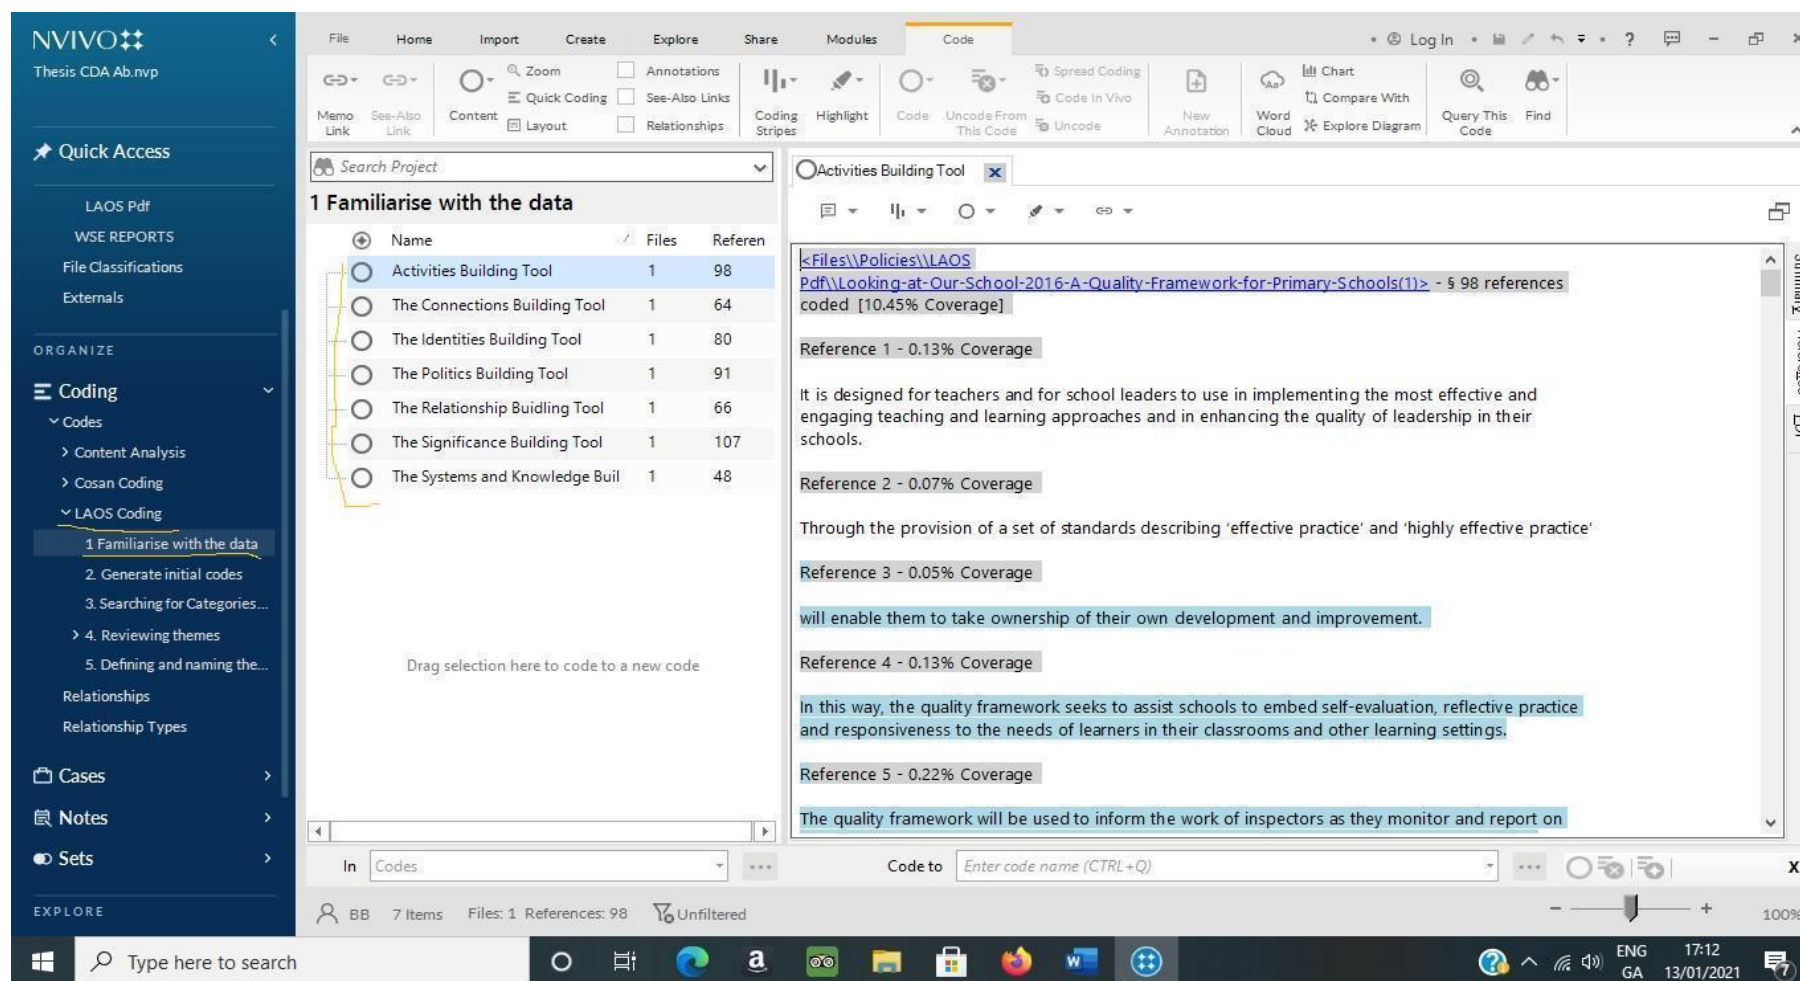 NVIVO
Thesis CDA Ab.nvp
Quick Access
LAOS Pdf
WSE REPORTS
File Classifications
Externals
ORGANIZE
Coding
Codes
Content Analysis
Cosan Coding
LAOS Coding
1 Familiarise with the data
2. Generate initial codes
3. Searching for Categories...
4. Reviewing themes
5. Defining and naming the...
Relationships
Relationship Types
Cases
Notes
Sets
EXPLORE
File Home Import Create Explore Share Modules Code
Log In ?
Memo Link
See-Also Link
Content
Zoom
Quick Coding
Layout
Annotations
See-Also Links
Relationships
Coding Stripes
Highlight
Code
Uncode From This Code
Spread Coding
Code In Vivo
Uncode
New Annotation
Word Cloud
Chart
Compare With
Explore Diagram
Query This Code
Find
Search Project
1 Familiarise with the data
Name Files Referen
Activities Building Tool 1 98
The Connections Building Tool 1 64
The Identities Building Tool 1 80
The Politics Building Tool 1 91
The Relationship Buidling Tool 1 66
The Significance Building Tool 1 107
The Systems and Knowledge Buil 1 48
Drag selection here to code to a new code
Activities Building Tool
<Files\\Policies\\LAOS
Pdf\\Looking-at-Our-School-2016-A-Quality-Framework-for-Primary-Schools(1)> - § 98 references
coded [10.45% Coverage]
Reference 1 - 0.13% Coverage
It is designed for teachers and for school leaders to use in implementing the most effective and
engaging teaching and learning approaches and in enhancing the quality of leadership in their
schools.
Reference 2 - 0.07% Coverage
Through the provision of a set of standards describing ‘effective practice’ and ‘highly effective practice’
Reference 3 - 0.05% Coverage
will enable them to take ownership of their own development and improvement.
Reference 4 - 0.13% Coverage
In this way, the quality framework seeks to assist schools to embed self-evaluation, reflective practice
and responsiveness to the needs of learners in their classrooms and other learning settings.
Reference 5 - 0.22% Coverage
The quality framework will be used to inform the work of inspectors as they monitor and report on
In Codes
Code to Enter code name (CTRL+Q)
X
BB 7 Items Files: 1 References: 98 Unfiltered
100%
Type here to search
ENG
GA
17:12
13/01/2021
7